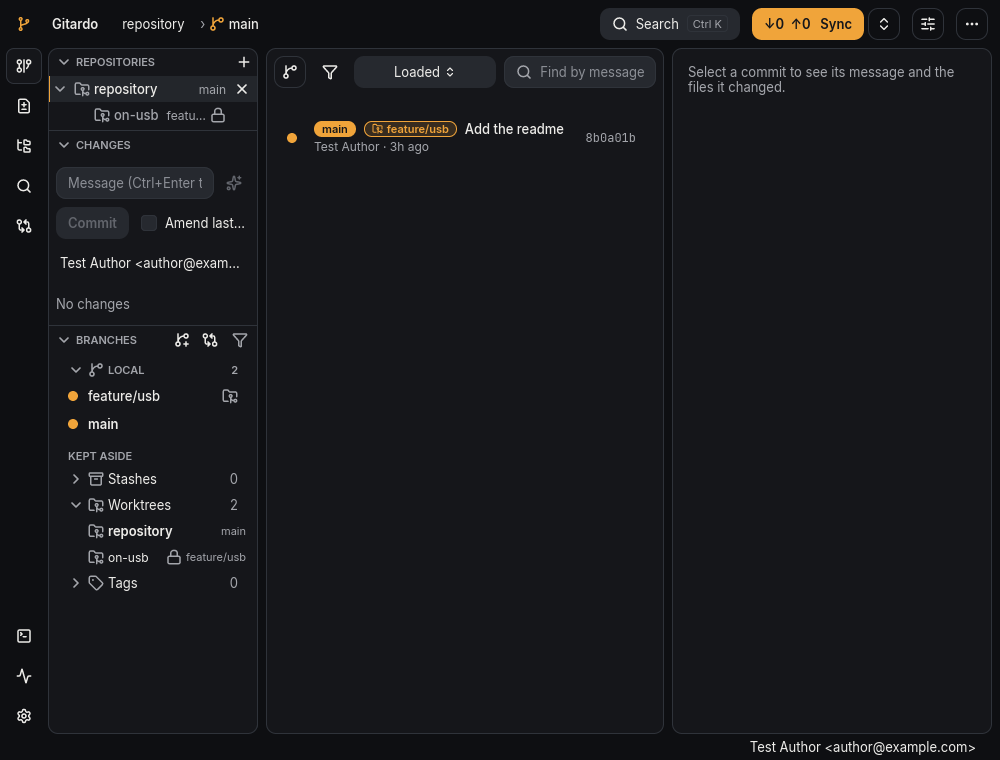 Gitardo repository › main Search Ctrl K ↓0 ↑0 Sync
REPOSITORIES
repository main
on-usb featu...
CHANGES
Message (Ctrl+Enter t
Commit Amend last...
Test Author <author@exam...
No changes
BRANCHES
LOCAL 2
feature/usb
main
KEPT ASIDE
Stashes 0
Worktrees 2
repository main
on-usb feature/usb
Tags 0
Loaded Find by message
main feature/usb Add the readme
Test Author · 3h ago 8b0a01b
Select a commit to see its message and the
files it changed.
Test Author <author@example.com>